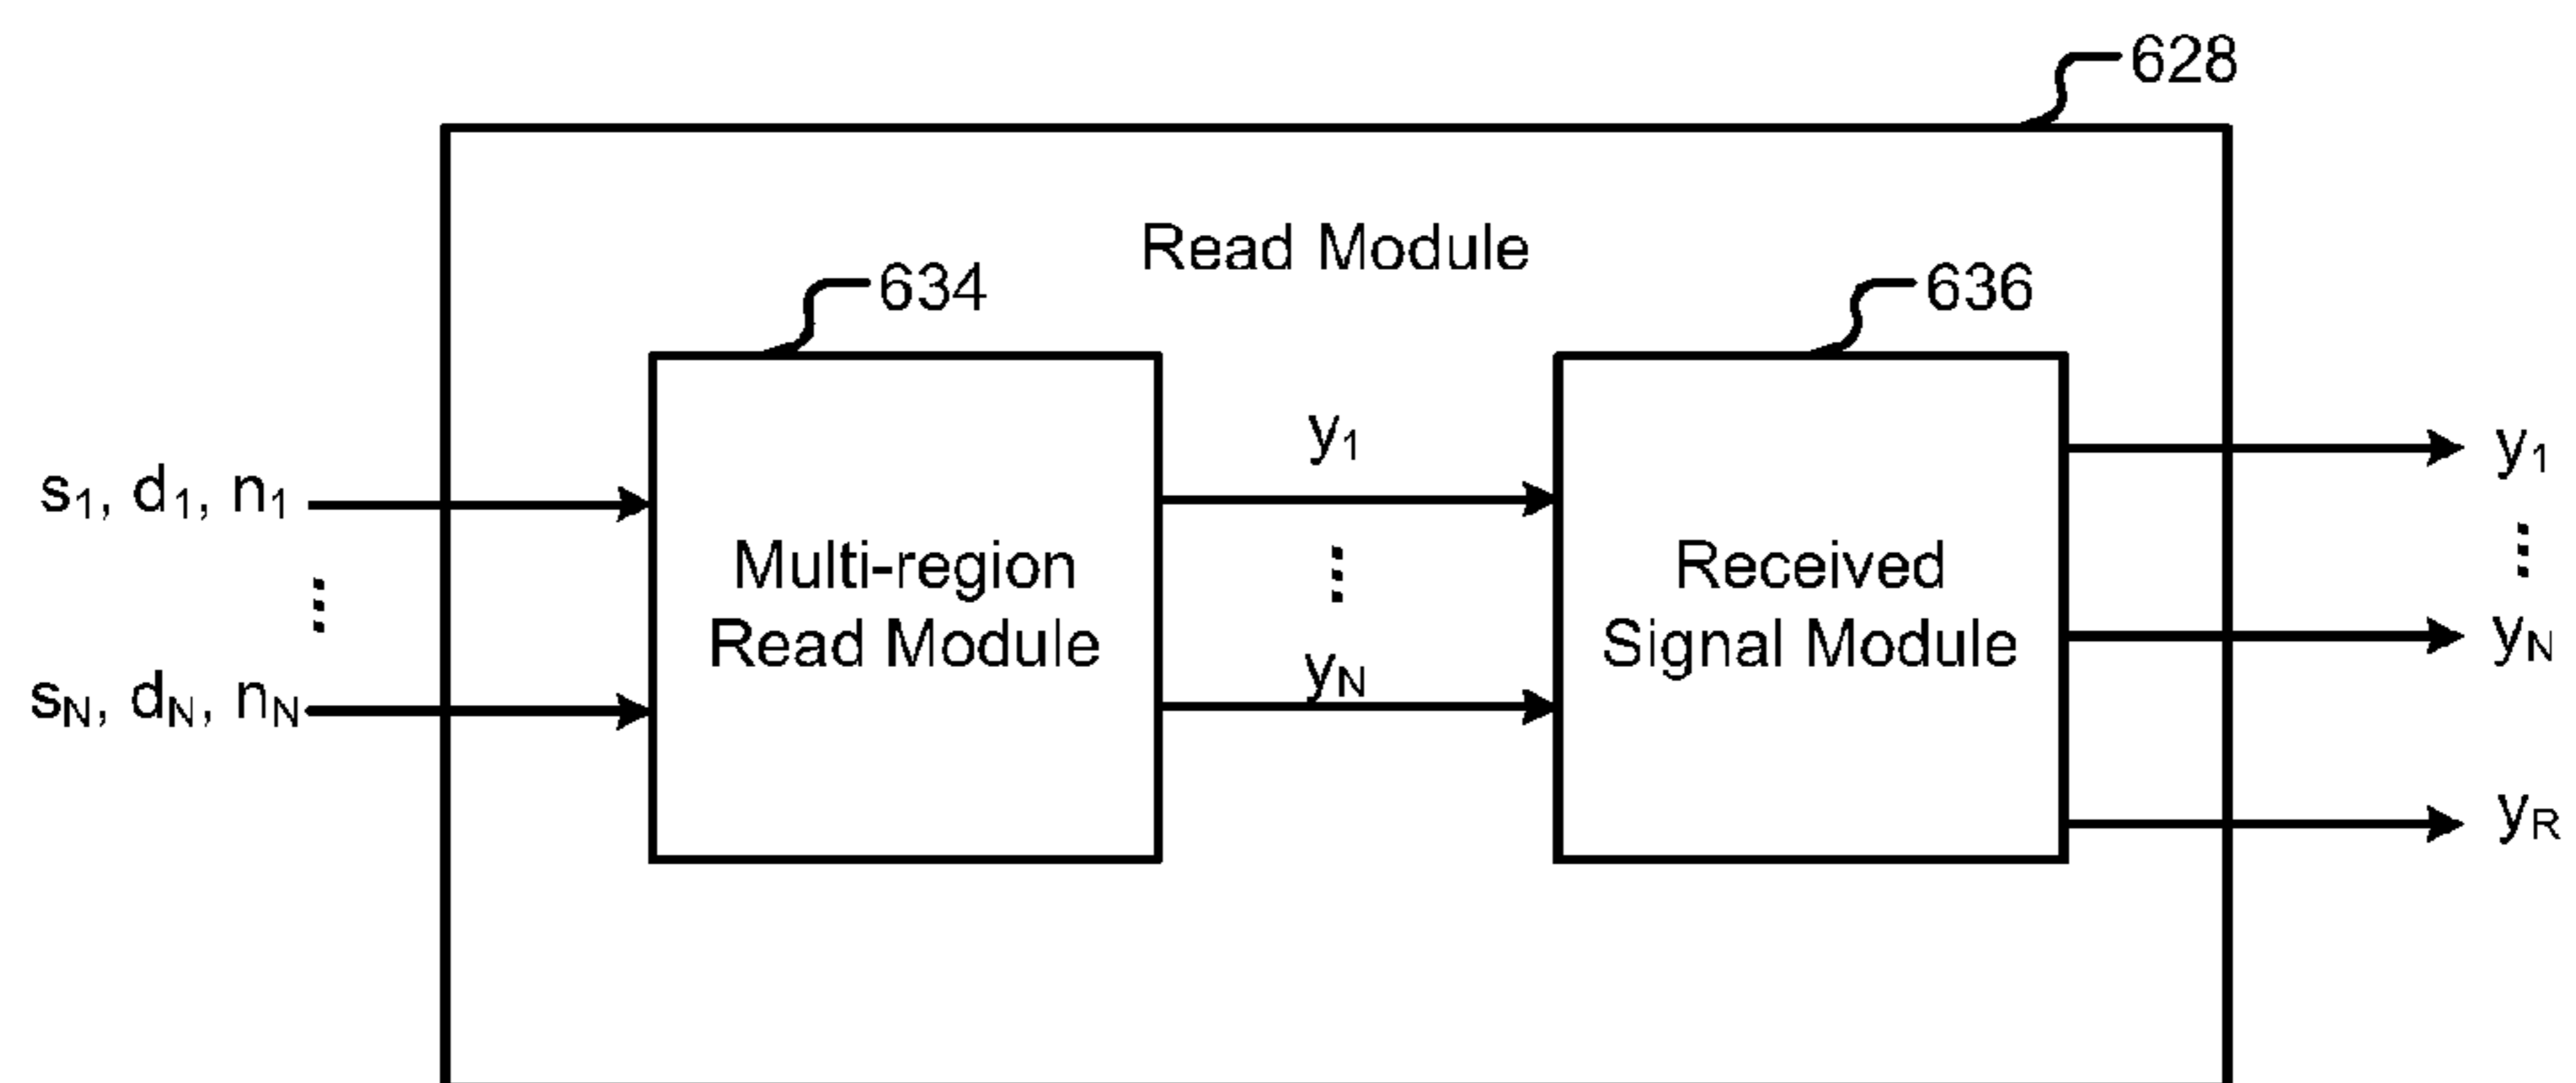 628
Read Module
634
636
y₁
y₁
s₁, d₁, n₁
⋮
⋮
⋮
Multi-region
Read Module
Received
Signal Module
yN
yN
sN, dN, nN
yR